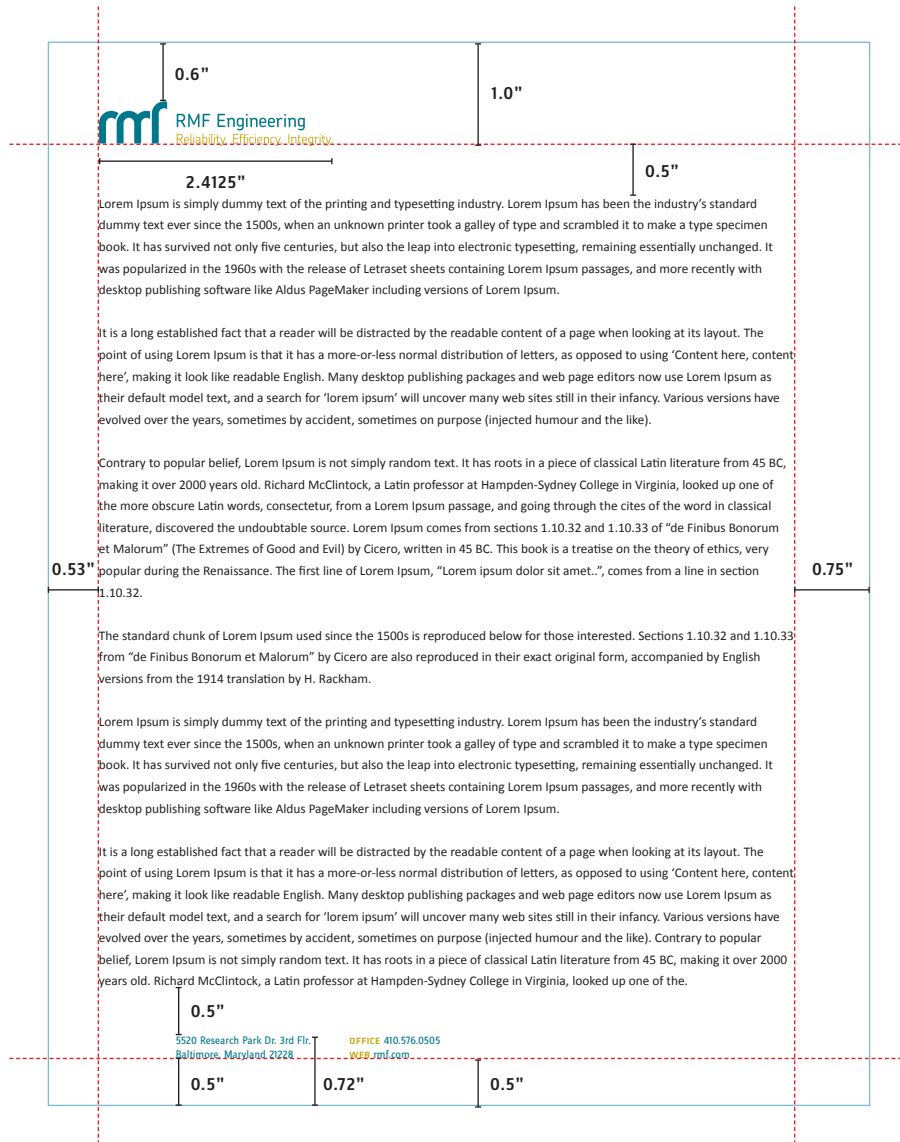 0.6”
1.0”
rmf RMF Engineering
Reliability. Efficiency. Integrity.
0.5”
2.4125”
Lorem Ipsum is simply dummy text of the printing and typesetting industry. Lorem Ipsum has been the industry’s standard
dummy text ever since the 1500s, when an unknown printer took a galley of type and scrambled it to make a type specimen
book. It has survived not only five centuries, but also the leap into electronic typesetting, remaining essentially unchanged. It
was popularized in the 1960s with the release of Letraset sheets containing Lorem Ipsum passages, and more recently with
desktop publishing software like Aldus PageMaker including versions of Lorem Ipsum.
It is a long established fact that a reader will be distracted by the readable content of a page when looking at its layout. The
point of using Lorem Ipsum is that it has a more-or-less normal distribution of letters, as opposed to using ‘Content here, content
here’, making it look like readable English. Many desktop publishing packages and web page editors now use Lorem Ipsum as
their default model text, and a search for ‘lorem ipsum’ will uncover many web sites still in their infancy. Various versions have
evolved over the years, sometimes by accident, sometimes on purpose (injected humour and the like).
Contrary to popular belief, Lorem Ipsum is not simply random text. It has roots in a piece of classical Latin literature from 45 BC,
making it over 2000 years old. Richard McClintock, a Latin professor at Hampden-Sydney College in Virginia, looked up one of
the more obscure Latin words, consectetur, from a Lorem Ipsum passage, and going through the cites of the word in classical
literature, discovered the undoubtable source. Lorem Ipsum comes from sections 1.10.32 and 1.10.33 of “de Finibus Bonorum
et Malorum” (The Extremes of Good and Evil) by Cicero, written in 45 BC. This book is a treatise on the theory of ethics, very
0.53” popular during the Renaissance. The first line of Lorem Ipsum, “Lorem ipsum dolor sit amet..”, comes from a line in section 0.75”
1.10.32.
The standard chunk of Lorem Ipsum used since the 1500s is reproduced below for those interested. Sections 1.10.32 and 1.10.33
from “de Finibus Bonorum et Malorum” by Cicero are also reproduced in their exact original form, accompanied by English
versions from the 1914 translation by H. Rackham.
Lorem Ipsum is simply dummy text of the printing and typesetting industry. Lorem Ipsum has been the industry’s standard
dummy text ever since the 1500s, when an unknown printer took a galley of type and scrambled it to make a type specimen
book. It has survived not only five centuries, but also the leap into electronic typesetting, remaining essentially unchanged. It
was popularized in the 1960s with the release of Letraset sheets containing Lorem Ipsum passages, and more recently with
desktop publishing software like Aldus PageMaker including versions of Lorem Ipsum.
It is a long established fact that a reader will be distracted by the readable content of a page when looking at its layout. The
point of using Lorem Ipsum is that it has a more-or-less normal distribution of letters, as opposed to using ‘Content here, content
here’, making it look like readable English. Many desktop publishing packages and web page editors now use Lorem Ipsum as
their default model text, and a search for ‘lorem ipsum’ will uncover many web sites still in their infancy. Various versions have
evolved over the years, sometimes by accident, sometimes on purpose (injected humour and the like). Contrary to popular
belief, Lorem Ipsum is not simply random text. It has roots in a piece of classical Latin literature from 45 BC, making it over 2000
years old. Richard McClintock, a Latin professor at Hampden-Sydney College in Virginia, looked up one of the.
0.5”
5520 Research Park Dr. 3rd Flr. OFFICE 410.576.0505
Baltimore, Maryland 21228 WEB rmf.com
0.5” 0.72” 0.5”